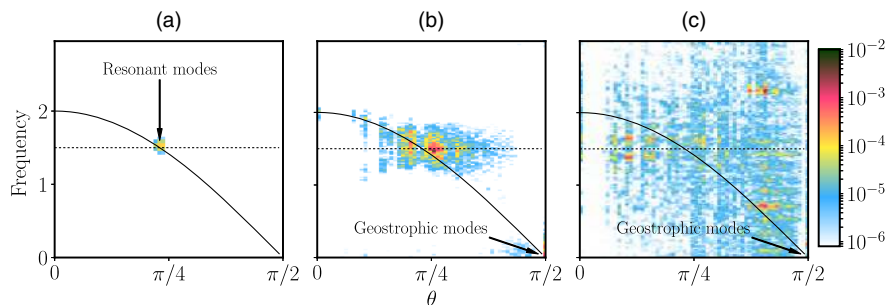 (a) (b) (c)
Resonant modes
Geostrophic modes Geostrophic modes
Frequency
2
1
0
0 π/4 π/2 0 π/4 π/2 0 π/4 π/2
θ
10⁻²
10⁻³
10⁻⁴
10⁻⁵
10⁻⁶